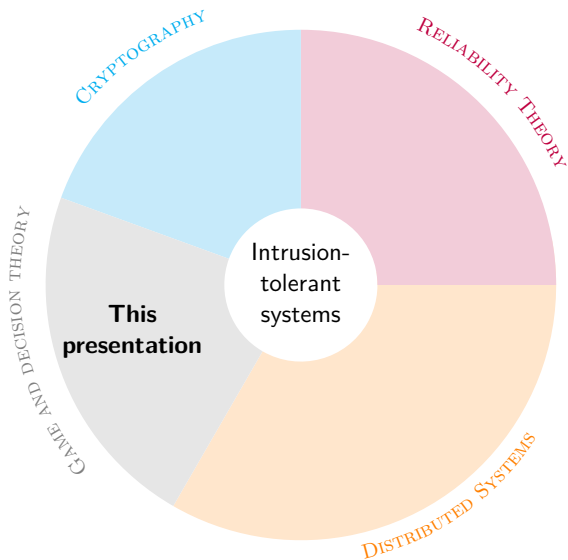 Cryptography
Reliability Theory
Intrusion-
tolerant
systems
This
presentation
Game and decision theory
Distributed Systems